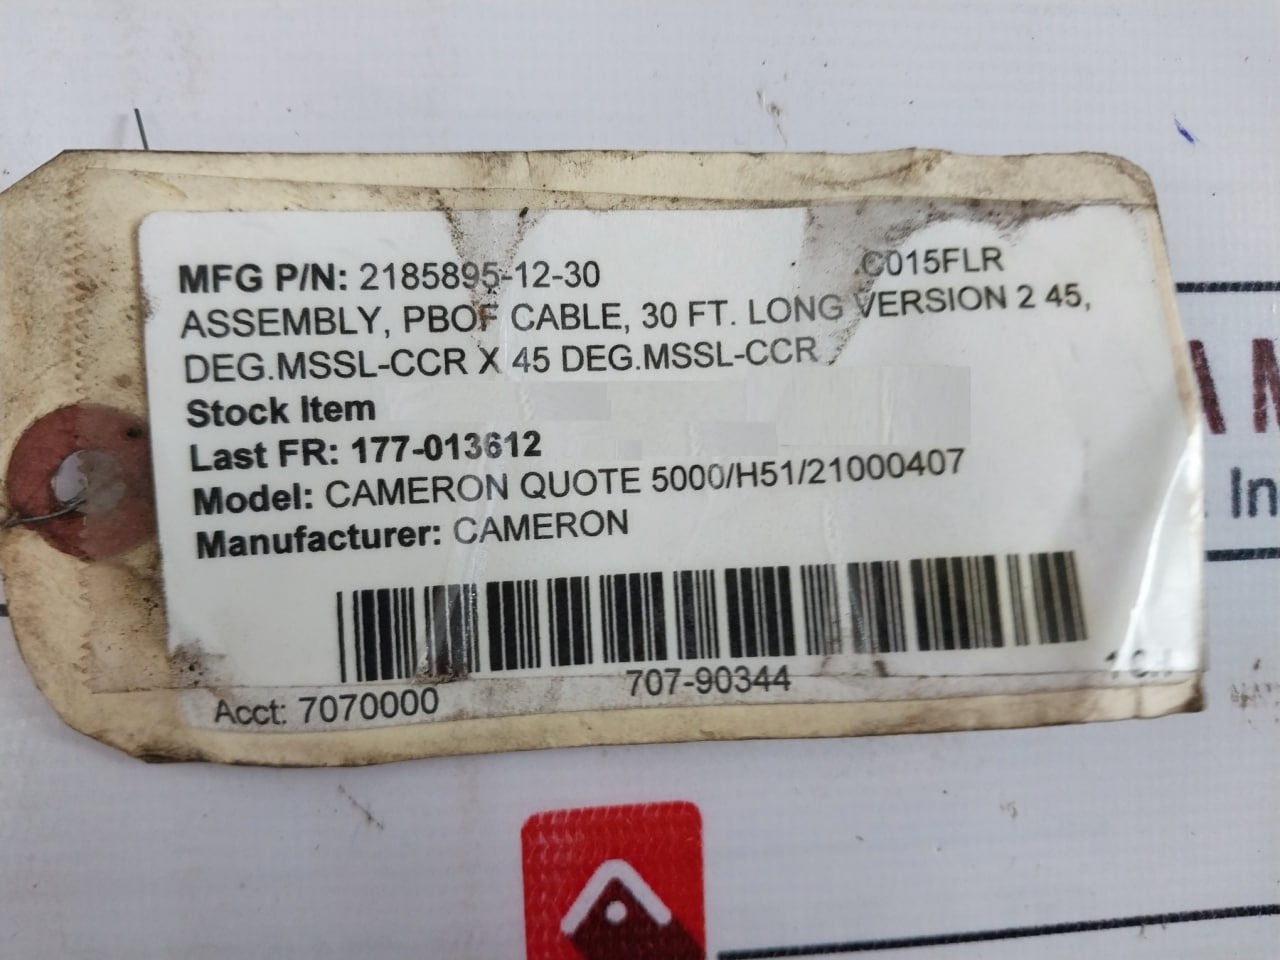 MFG P/N: 2185895-12-30 .C015FLR
ASSEMBLY, PBOF CABLE, 30 FT. LONG VERSION 2 45,
DEG.MSSL-CCR X 45 DEG.MSSL-CCR
Stock Item
Last FR: 177-013612
Model: CAMERON QUOTE 5000/H51/21000407
Manufacturer: CAMERON
707-90344
Acct: 7070000
AM
In